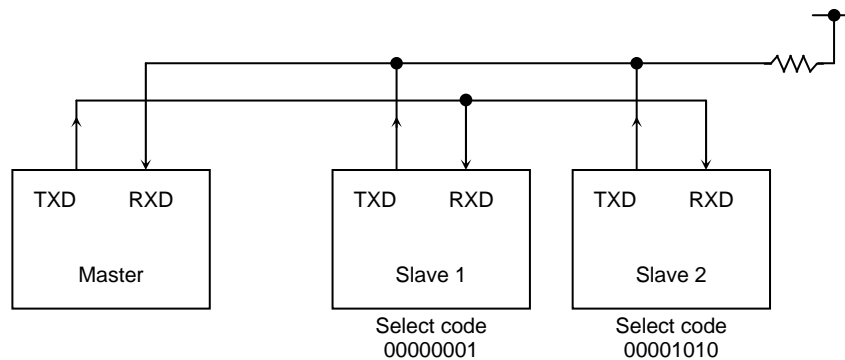 TXD RXD TXD RXD TXD RXD
Master Slave 1 Slave 2
Select code Select code
00000001 00001010